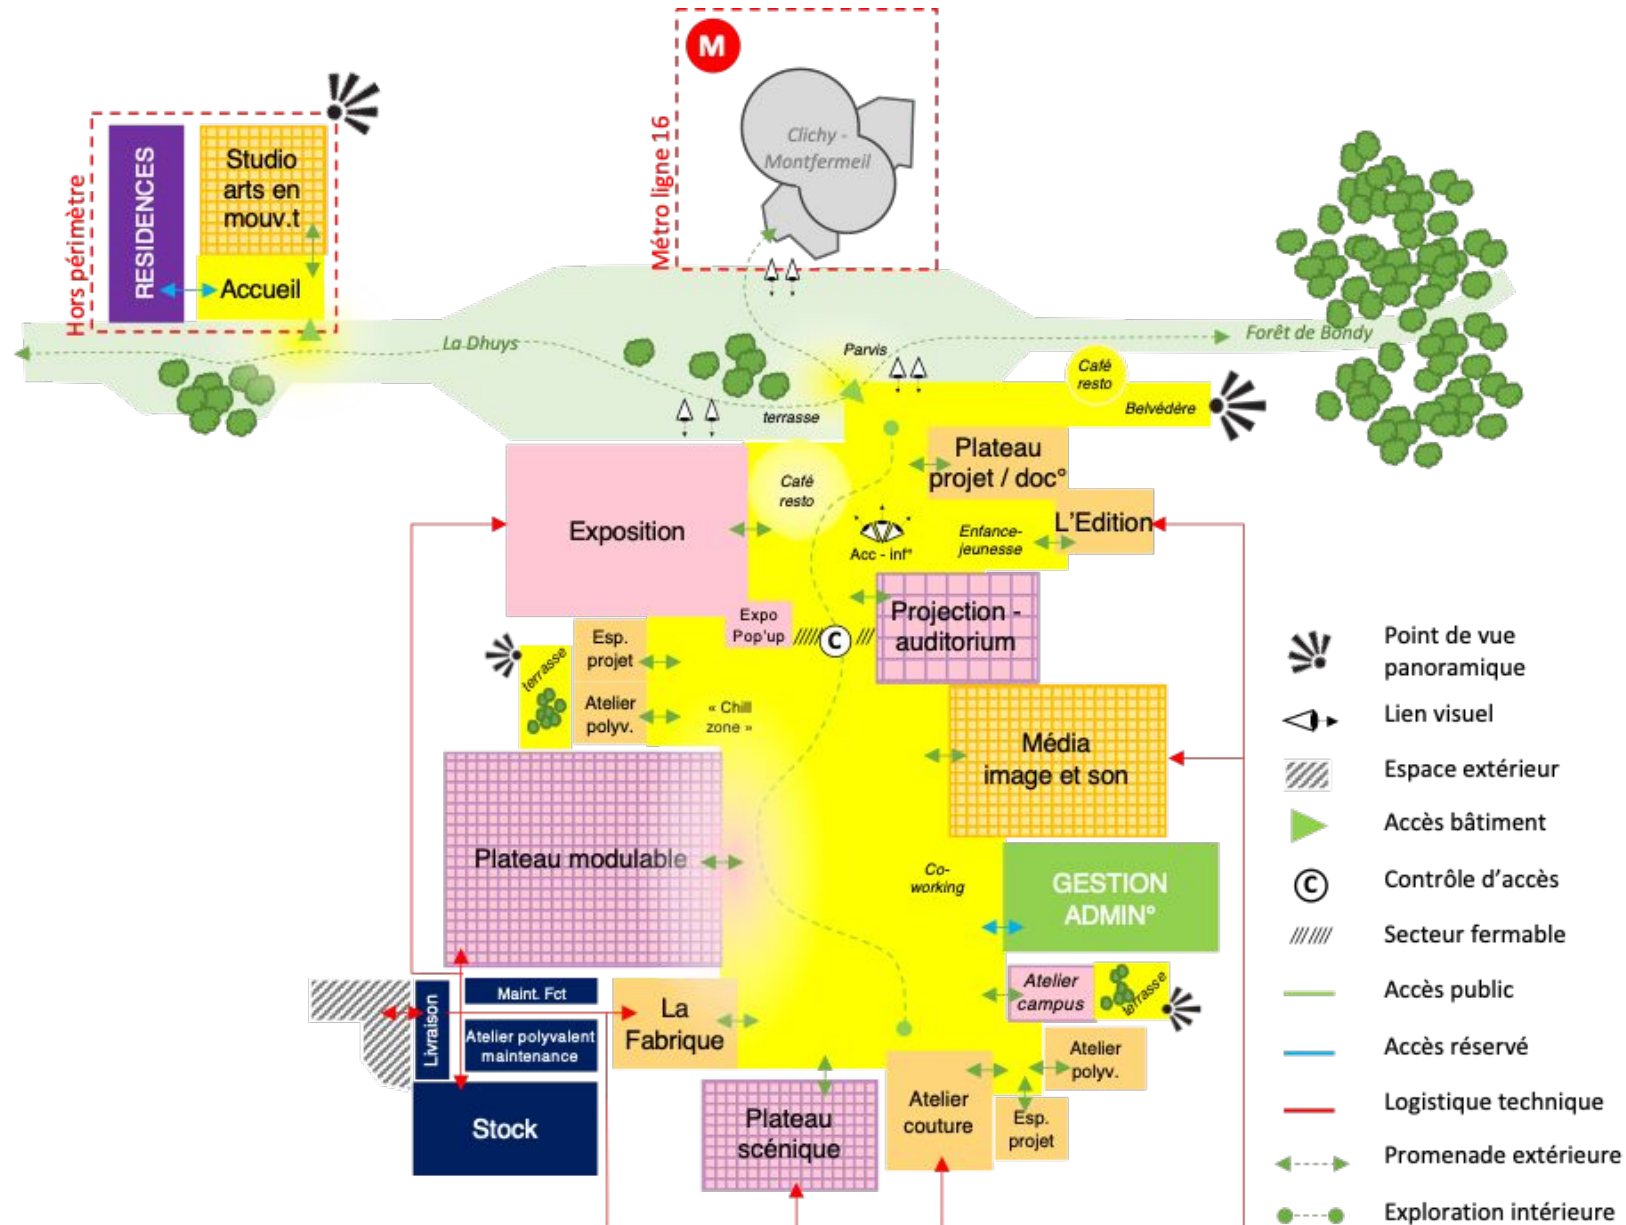 M
Clichy -
Montfermeil
Métro ligne 16
Hors périmètre
RESIDENCES
Studio
arts en
mouv.t
Accueil
La Dhuys
Forêt de Bondy
Parvis
terrasse
Café
resto
Belvédère
Plateau
projet / doc°
L'Edition
Enfance-
jeunesse
Café
resto
Acc - inf°
Exposition
Expo
Pop'up
C
Projection -
auditorium
Esp.
projet
terrasse
Atelier
polyv.
« Chill
zone »
Média
image et son
Plateau modulable
Co-
working
GESTION
ADMIN°
Atelier
campus
terrasse
Livraison
Maint. Fct
Atelier polyvalent
maintenance
Stock
La
Fabrique
Plateau
scénique
Atelier
couture
Atelier
polyv.
Esp.
projet
Point de vue
panoramique
Lien visuel
Espace extérieur
Accès bâtiment
C
Contrôle d'accès
Secteur fermable
Accès public
Accès réservé
Logistique technique
Promenade extérieure
Exploration intérieure